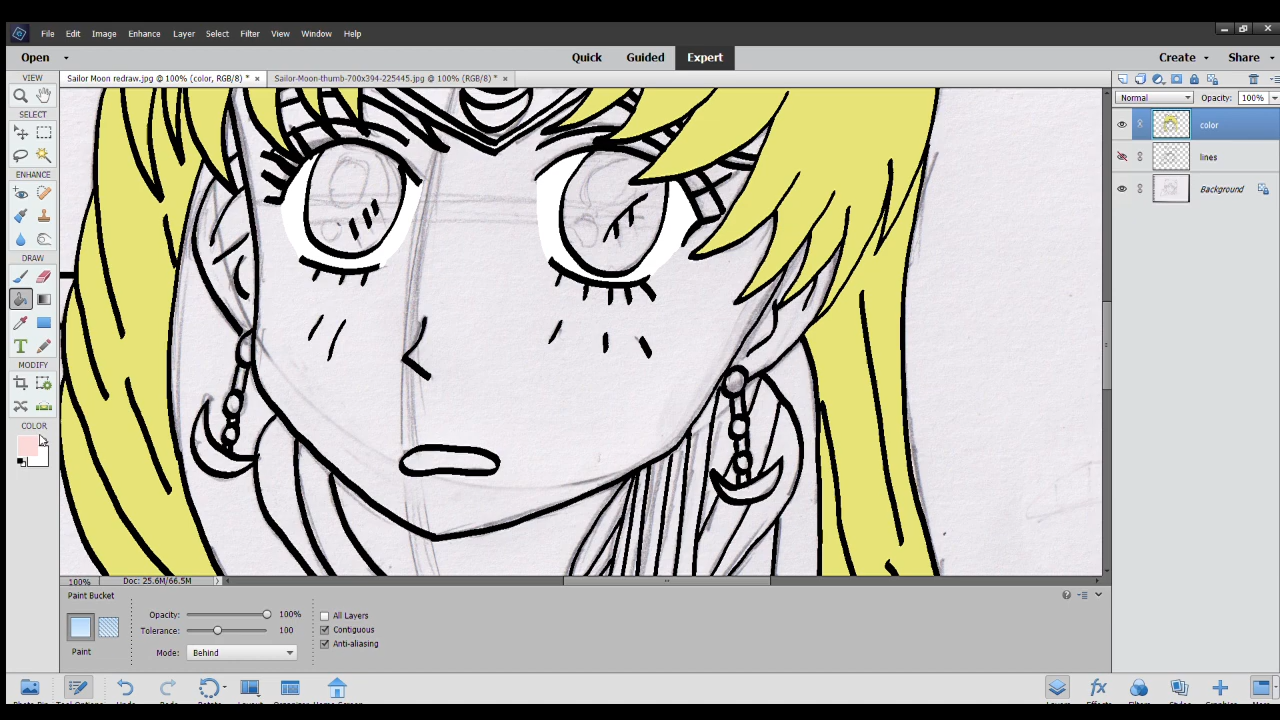 File Edit Image Enhance Layer Select Filter View Window Help
Open Quick Guided Expert Create Share
VIEW Sailor Moon redraw.jpg @ 100% (color, RGB/8) * × Sailor-Moon-thumb-700x394-225445.jpg @ 100% (RGB/8) * ×
Normal Opacity: 100%
SELECT
color
lines
ENHANCE
Background
DRAW
T
MODIFY
COLOR
100% Doc: 25.6M/66.5M
Paint Bucket
Opacity: 100% All Layers
Tolerance: 100 Contiguous
Anti-aliasing
Paint Mode: Behind
fx